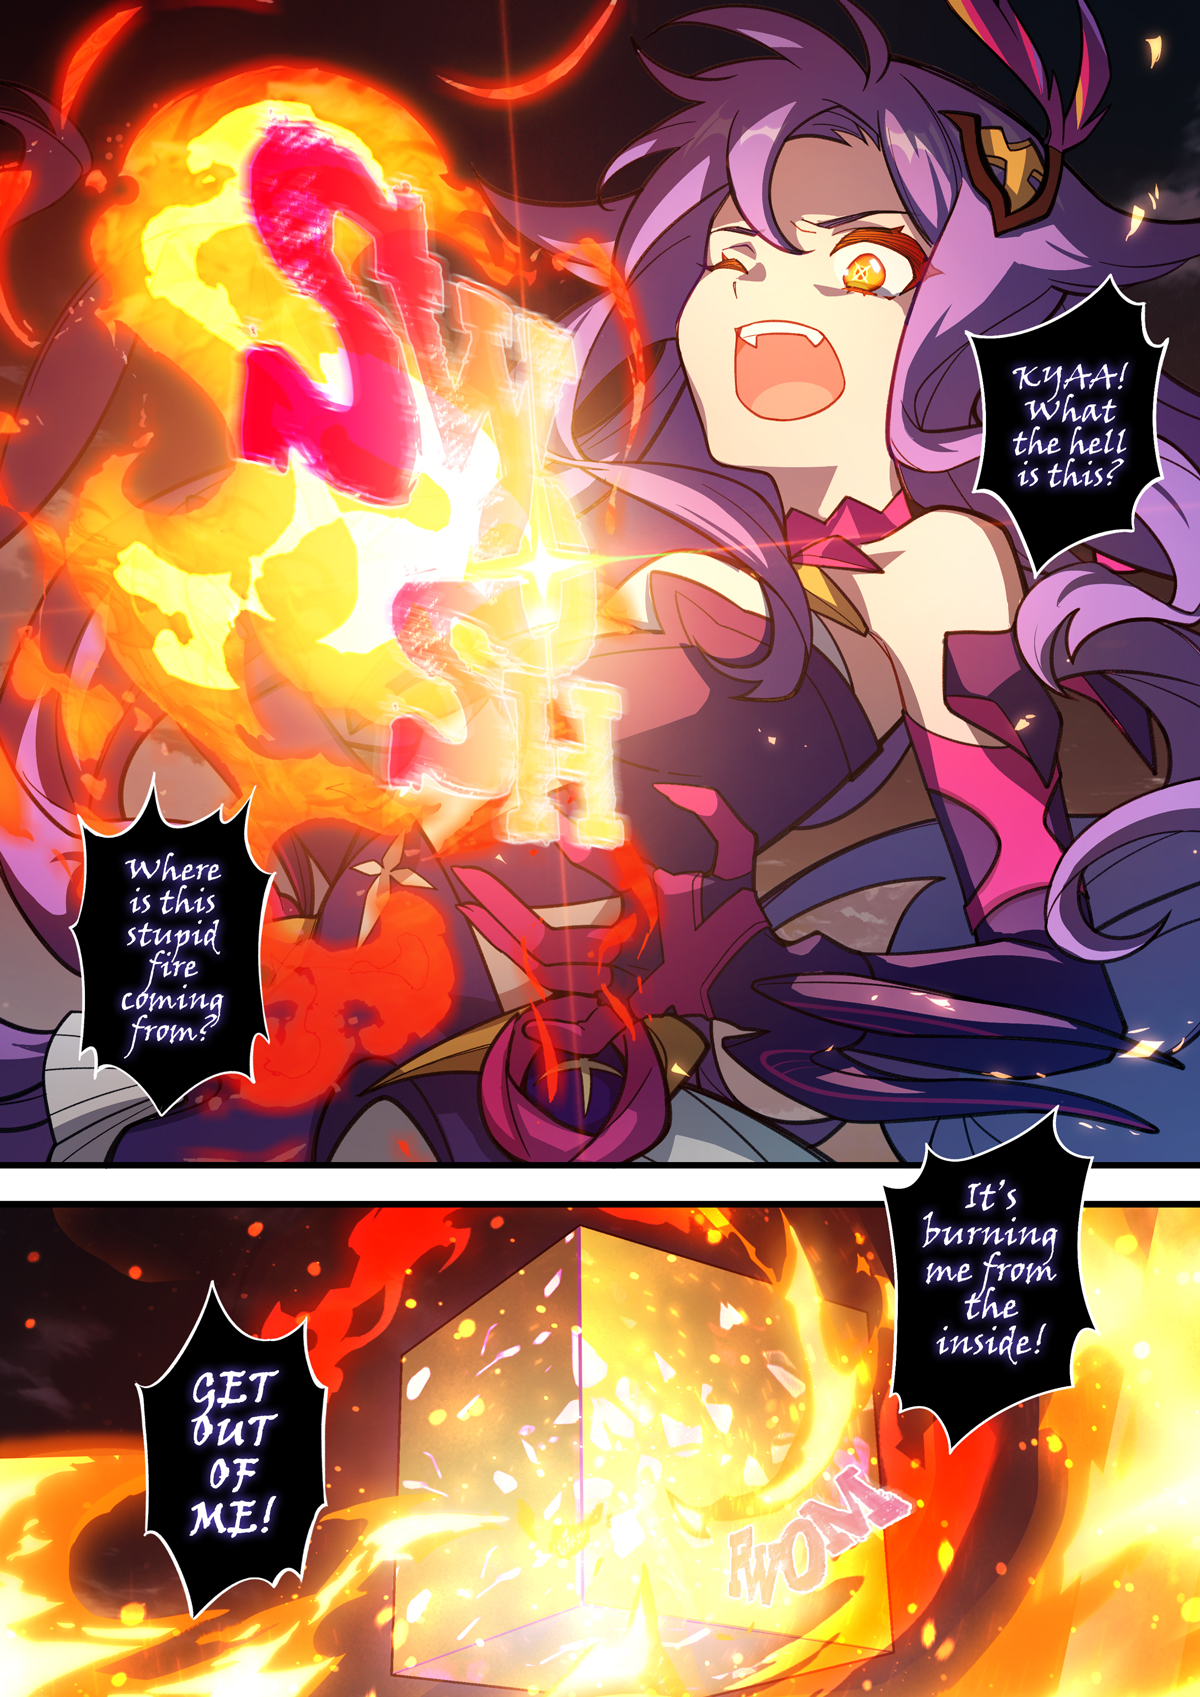 SWOSH
KYAA!
What
the hell
is this?
Where
is this
stupid
fire
coming
from?
It's
burning
me from
the
inside!
GET
OUT
OF
ME!
FWOM